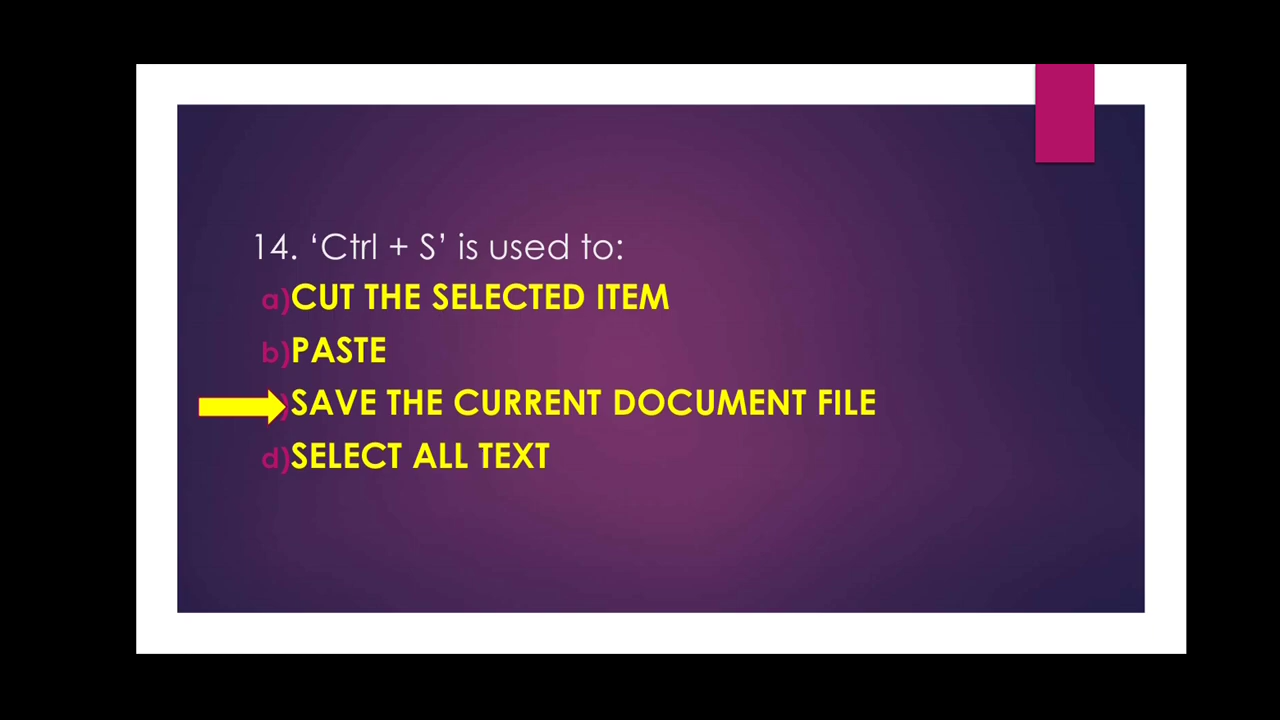 14. ‘Ctrl + S’ is used to:
a)CUT THE SELECTED ITEM
b)PASTE
)SAVE THE CURRENT DOCUMENT FILE
d)SELECT ALL TEXT